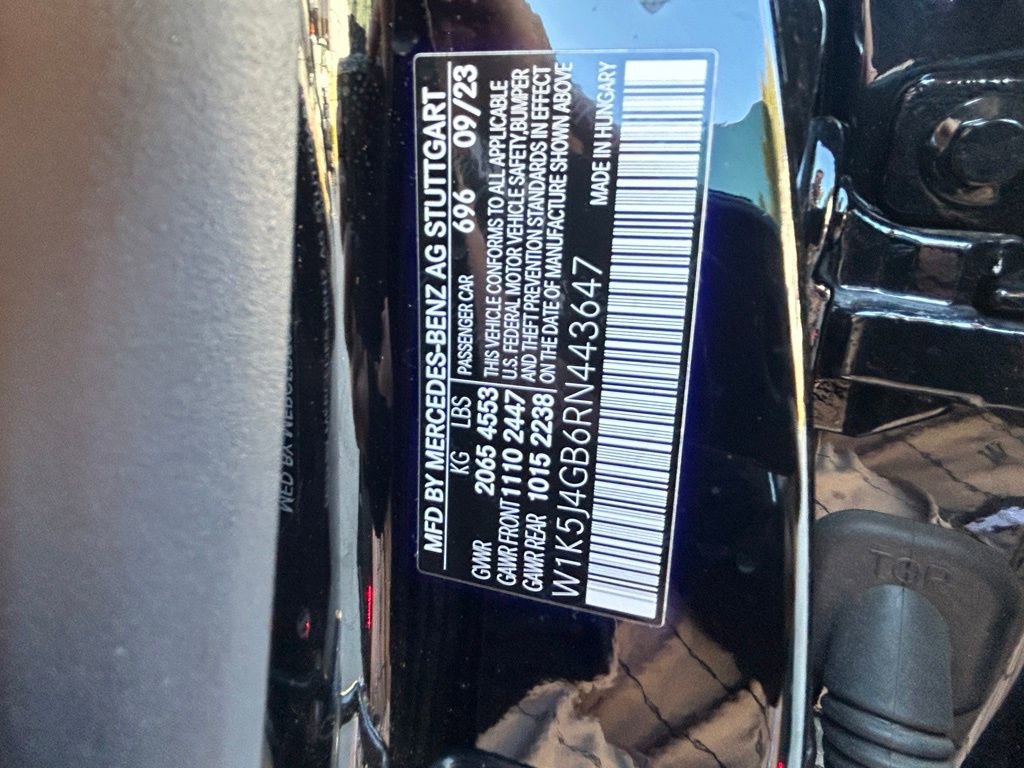 MFD BY MERCEDES-BENZ AG STUTTGART
KG LBS PASSENGER CAR 696 09/23
GVWR 2065 4553
GAWR FRONT 1110 2447
GAWR REAR 1015 2238
THIS VEHICLE CONFORMS TO ALL APPLICABLE
U.S. FEDERAL MOTOR VEHICLE SAFETY, BUMPER
AND THEFT PREVENTION STANDARDS IN EFFECT
ON THE DATE OF MANUFACTURE SHOWN ABOVE
W1K5J4GB6RN443647 MADE IN HUNGARY
TOP